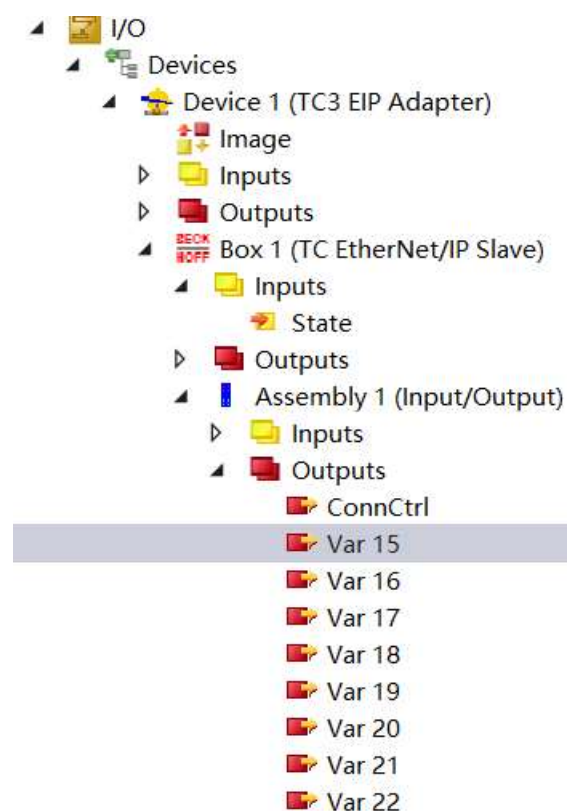 I/O
Devices
Device 1 (TC3 EIP Adapter)
Image
Inputs
Outputs
BECKHOFF Box 1 (TC EtherNet/IP Slave)
Inputs
State
Outputs
Assembly 1 (Input/Output)
Inputs
Outputs
ConnCtrl
Var 15
Var 16
Var 17
Var 18
Var 19
Var 20
Var 21
Var 22